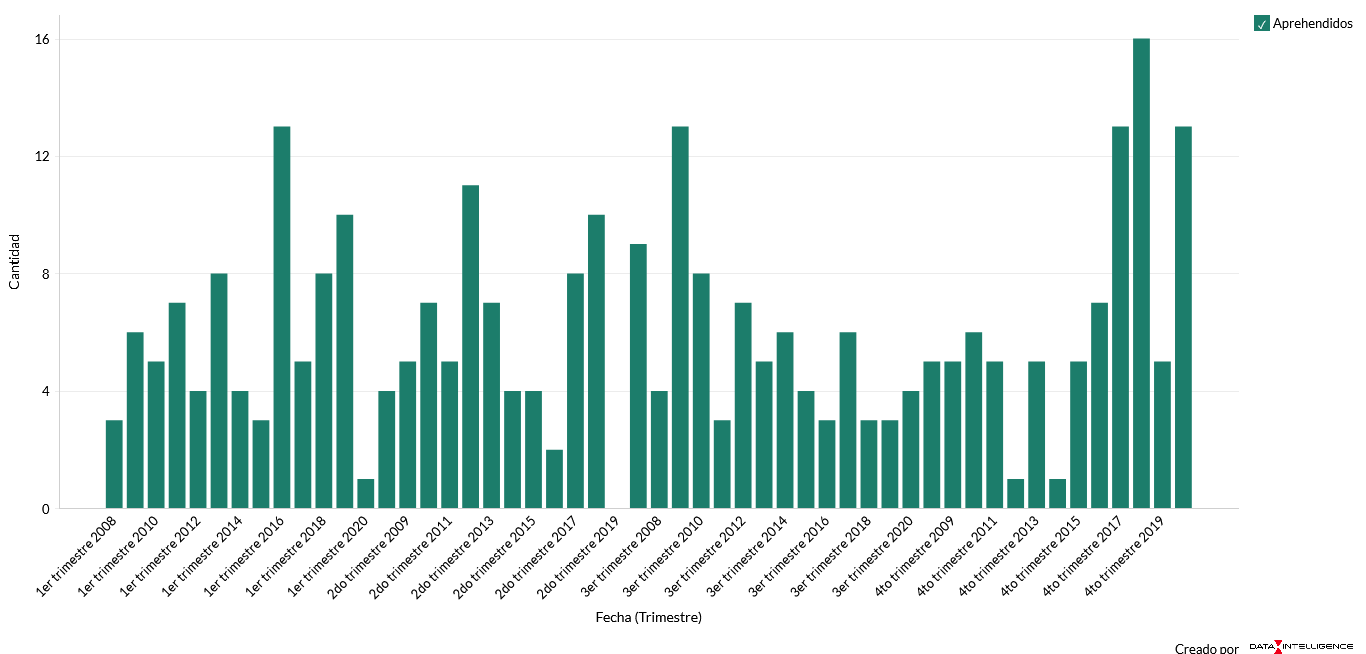 Aprehendidos
16
12
8
4
0
Cantidad
1er trimestre 2008
1er trimestre 2010
1er trimestre 2012
1er trimestre 2014
1er trimestre 2016
1er trimestre 2018
1er trimestre 2020
2do trimestre 2009
2do trimestre 2011
2do trimestre 2013
2do trimestre 2015
2do trimestre 2017
2do trimestre 2019
3er trimestre 2008
3er trimestre 2010
3er trimestre 2012
3er trimestre 2014
3er trimestre 2016
3er trimestre 2018
3er trimestre 2020
4to trimestre 2009
4to trimestre 2011
4to trimestre 2013
4to trimestre 2015
4to trimestre 2017
4to trimestre 2019
Fecha (Trimestre)
Creado por DATA INTELLIGENCE